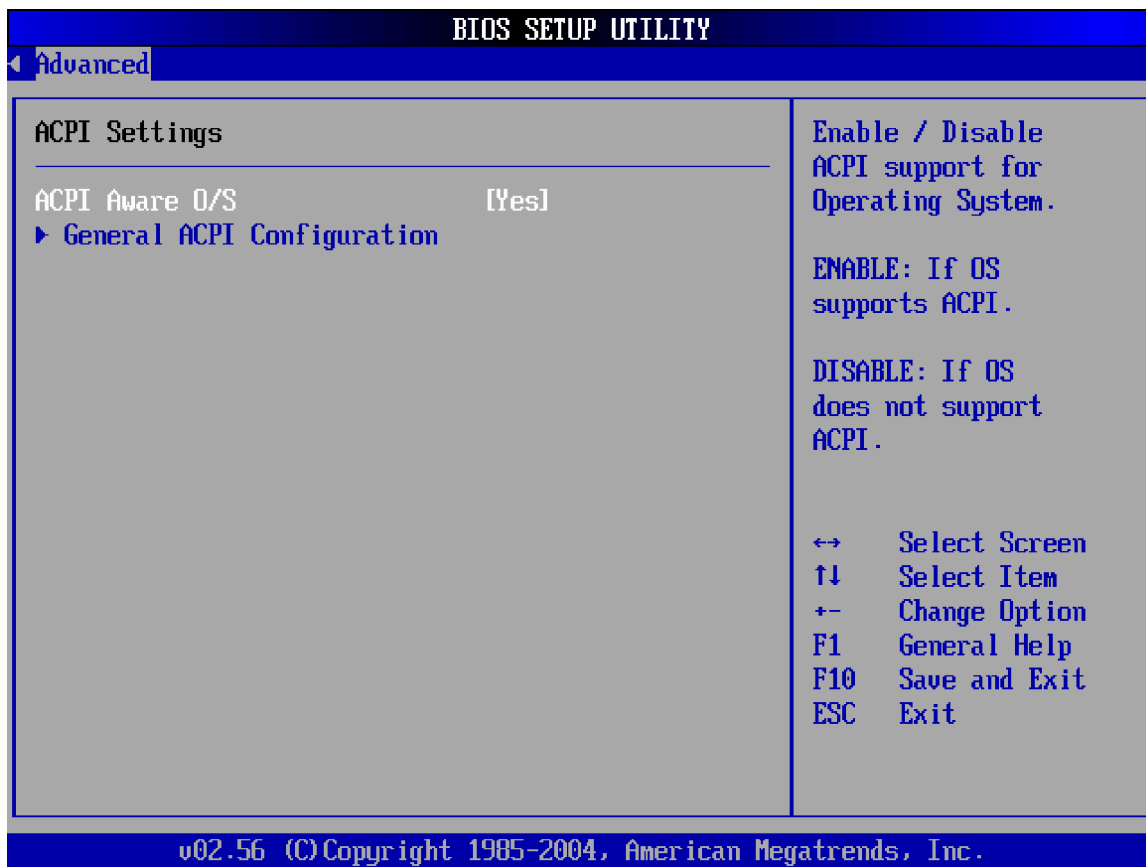 BIOS SETUP UTILITY
Advanced
ACPI Settings
ACPI Aware O/S [Yes]
General ACPI Configuration
Enable / Disable
ACPI support for
Operating System.
ENABLE: If OS
supports ACPI.
DISABLE: If OS
does not support
ACPI.
↔ Select Screen
↑↓ Select Item
+- Change Option
F1 General Help
F10 Save and Exit
ESC Exit
v02.56 (C)Copyright 1985-2004, American Megatrends, Inc.